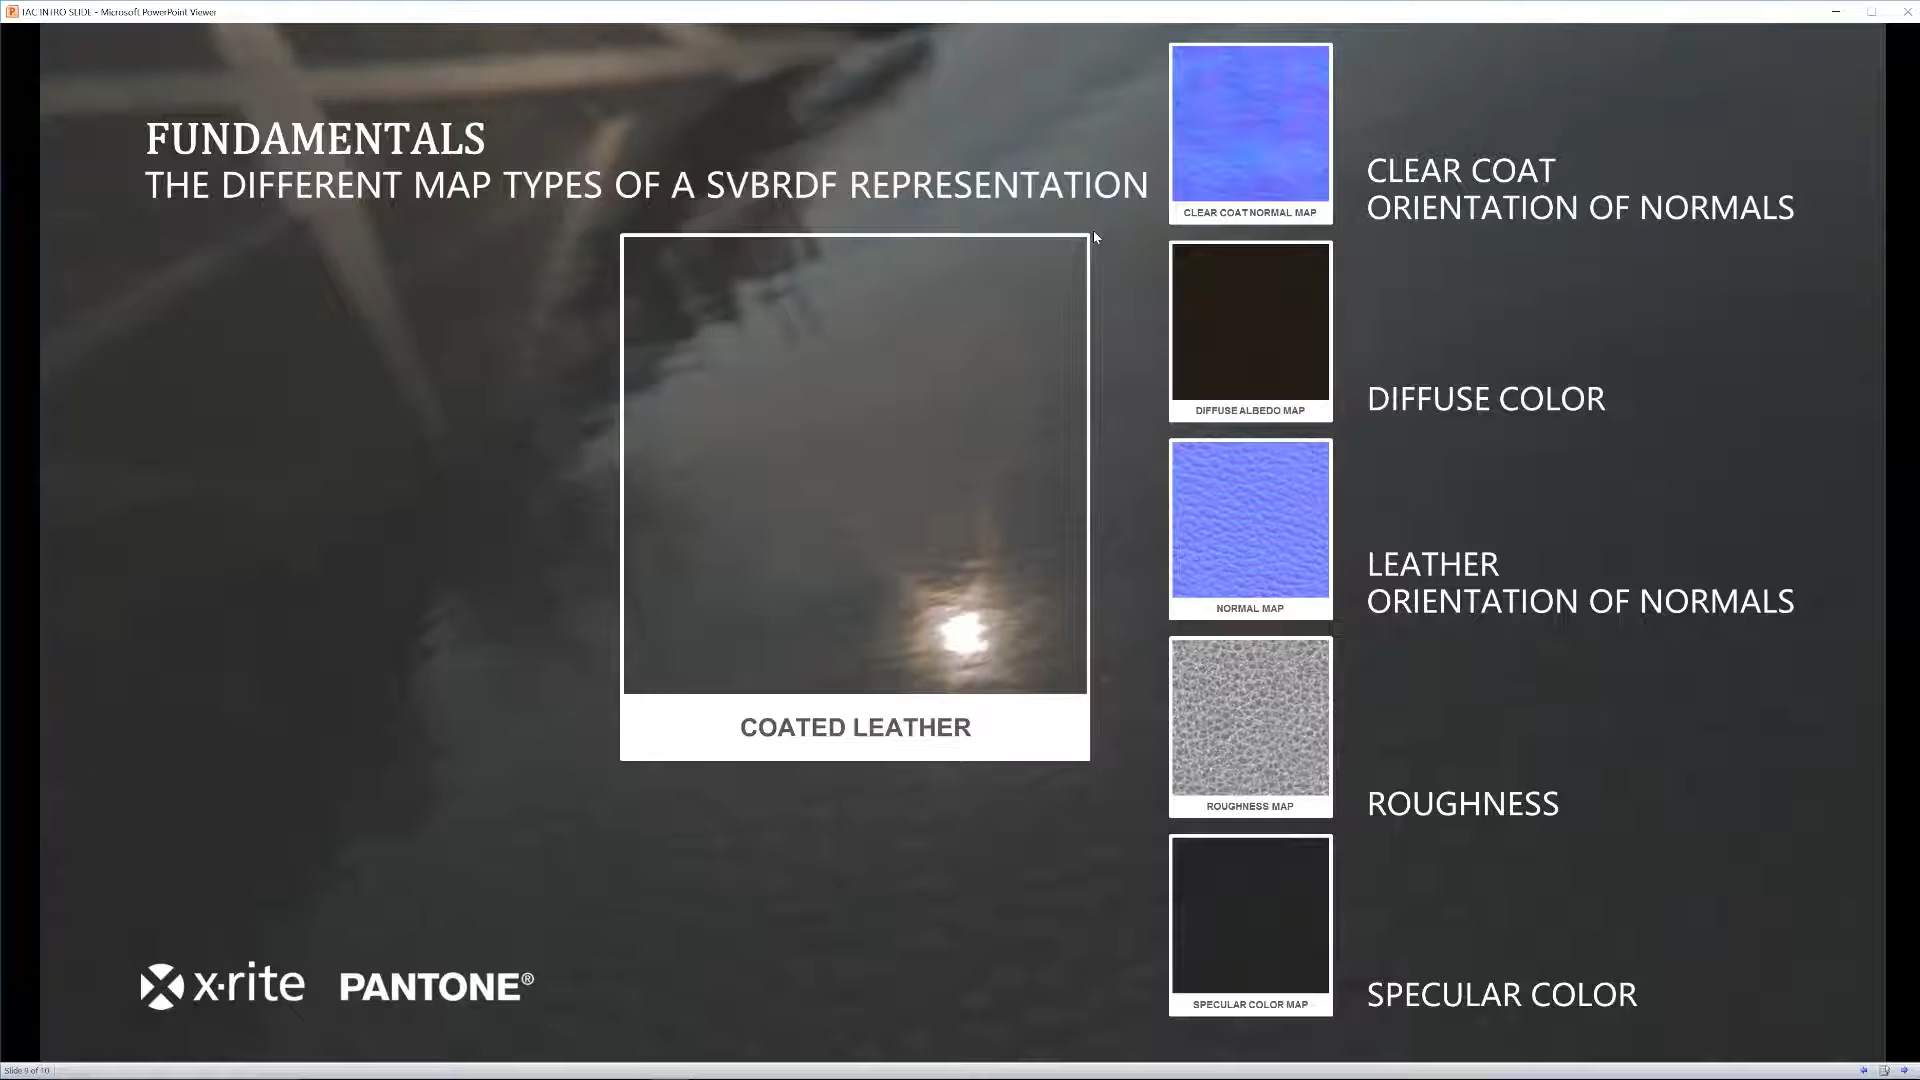 TAC INTRO SLIDE - Microsoft PowerPoint Viewer
FUNDAMENTALS
THE DIFFERENT MAP TYPES OF A SVBRDF REPRESENTATION
COATED LEATHER
CLEAR COAT NORMAL MAP
CLEAR COAT
ORIENTATION OF NORMALS
DIFFUSE ALBEDO MAP
DIFFUSE COLOR
NORMAL MAP
LEATHER
ORIENTATION OF NORMALS
ROUGHNESS MAP
ROUGHNESS
SPECULAR COLOR MAP
SPECULAR COLOR
x·rite PANTONE®
Slide 9 of 10